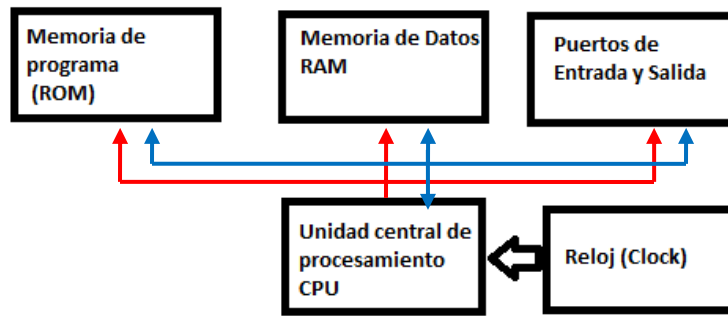 Memoria de
programa
(ROM)
Memoria de Datos
RAM
Puertos de
Entrada y Salida
Unidad central de
procesamiento
CPU
Reloj (Clock)